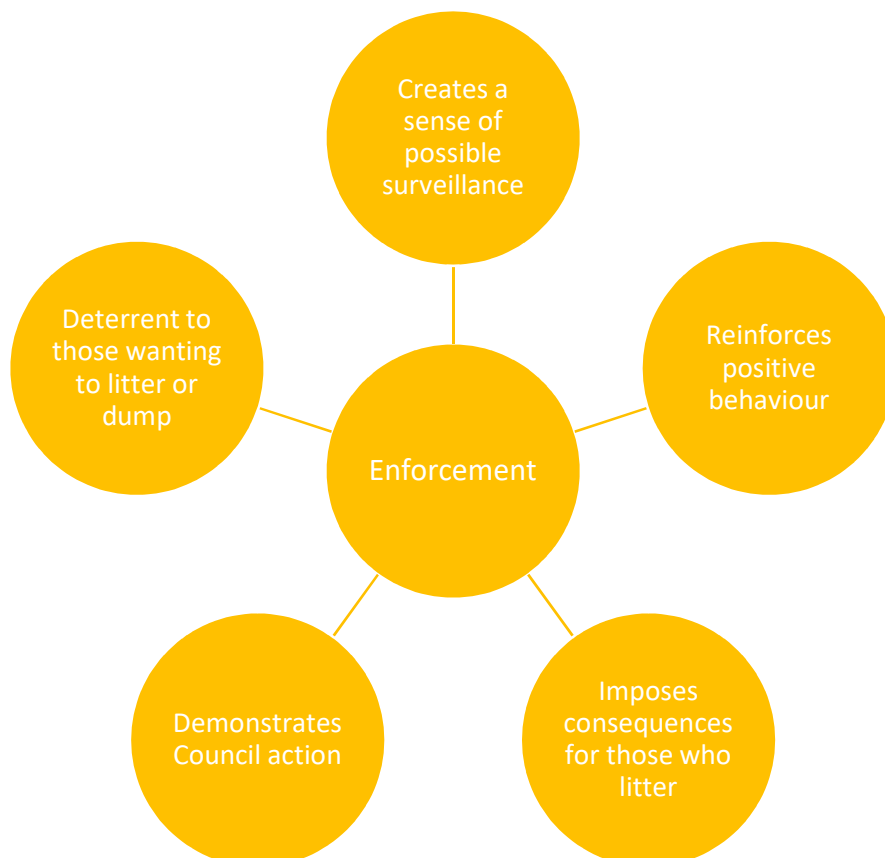 Creates a
sense of
possible
surveillance
Deterrent to
those wanting
to litter or
dump
Reinforces
positive
behaviour
Enforcement
Demonstrates
Council action
Imposes
consequences
for those who
litter